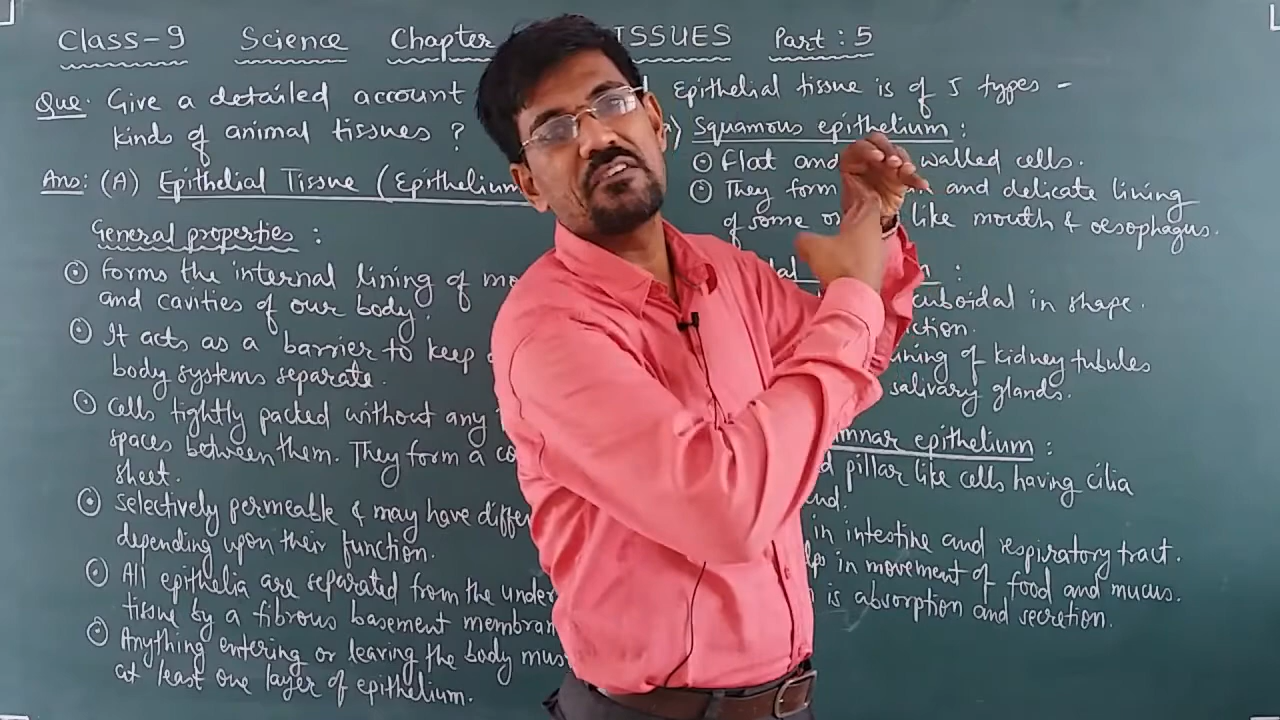 Class-9 Science Chapter TISSUES Part : 5
Que. Give a detailed account
kinds of animal tissues ?
Ans: (A) Epithelial Tissue (Epithelium
General properties :
forms the internal lining of
and cavities of our body.
It acts as a barrier to keep
body systems separate.
Cells tightly packed without any
spaces between them. They form a
sheet.
Selectively permeable & may have
depending upon their function.
All epithelia are separated from the
tissue by a fibrous basement
Anything entering or leaving the body
at least one layer of epithelium.
Epithelial tissue is of 5 types -
Squamous epithelium :
Flat and walled cells.
They form and delicate lining
of some like mouth & oesophagus.
:
cuboidal in shape.
lining of kidney tubules
salivary glands.
epithelium :
pillar like cells having cilia
in intestine and respiratory tract.
in movement of food and mucus.
is absorption and secretion.